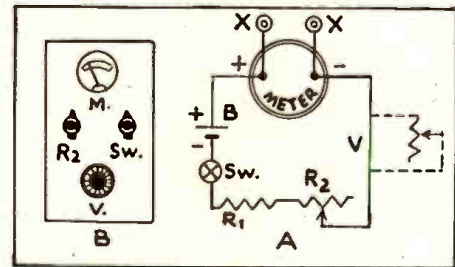 M.
R2 Sw.
V.
B
X X
+ -
METER
+ B
-
Sw.
V
R1 R2
A